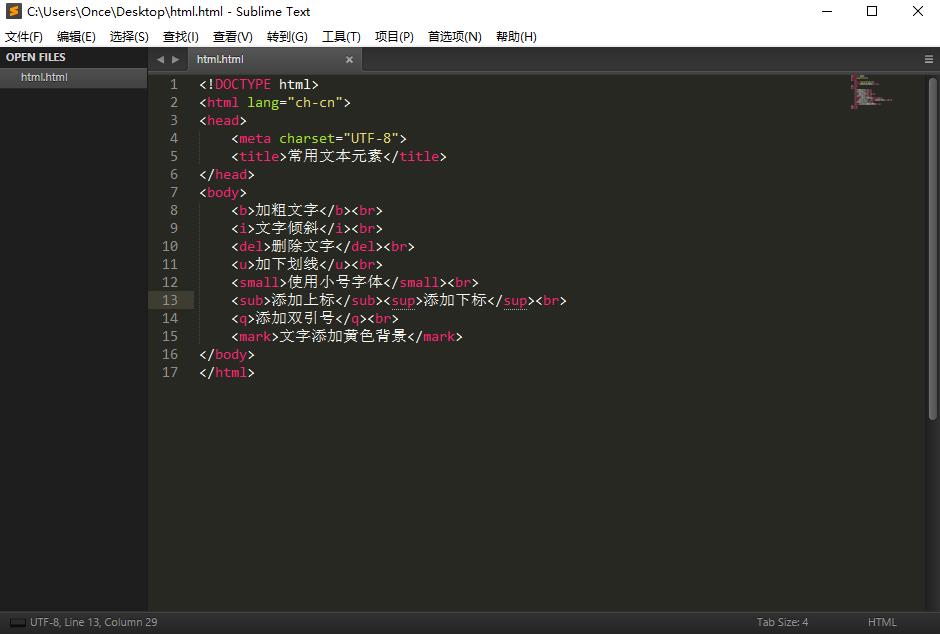 C:\Users\Once\Desktop\html.html - Sublime Text
文件(F) 编辑(E) 选择(S) 查找(I) 查看(V) 转到(G) 工具(T) 项目(P) 首选项(N) 帮助(H)
OPEN FILES
html.html
html.html
1 <!DOCTYPE html>
2 <html lang="ch-cn">
3 <head>
4 <meta charset="UTF-8">
5 <title>常用文本元素</title>
6 </head>
7 <body>
8 <b>加粗文字</b><br>
9 <i>文字倾斜</i><br>
10 <del>删除文字</del><br>
11 <u>加下划线</u><br>
12 <small>使用小号字体</small><br>
13 <sub>添加上标</sub><sup>添加下标</sup><br>
14 <q>添加双引号</q><br>
15 <mark>文字添加黄色背景</mark>
16 </body>
17 </html>
UTF-8, Line 13, Column 29 Tab Size: 4 HTML